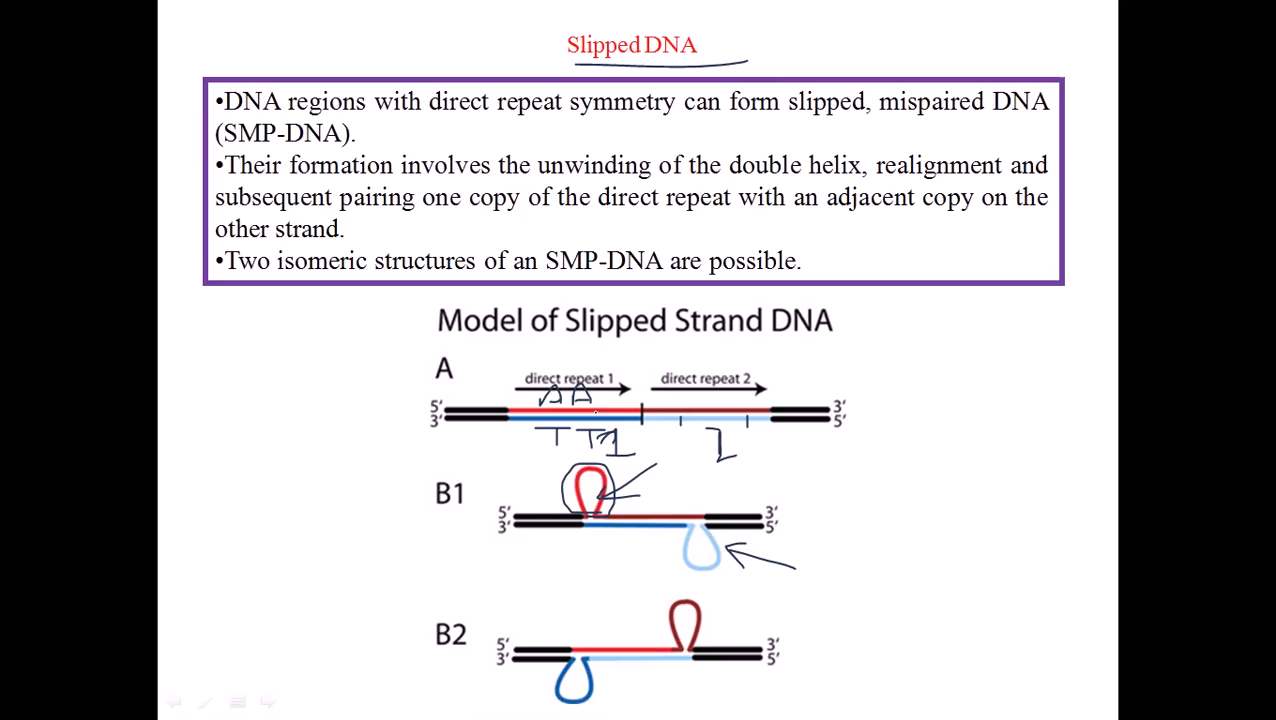 Slipped DNA
•DNA regions with direct repeat symmetry can form slipped, mispaired DNA
(SMP-DNA).
•Their formation involves the unwinding of the double helix, realignment and
subsequent pairing one copy of the direct repeat with an adjacent copy on the
other strand.
•Two isomeric structures of an SMP-DNA are possible.
Model of Slipped Strand DNA
A
direct repeat 1 direct repeat 2
A A
5' 3'
3' 5'
T T 1 2
B1
5' 3'
3' 5'
B2
5' 3'
3' 5'